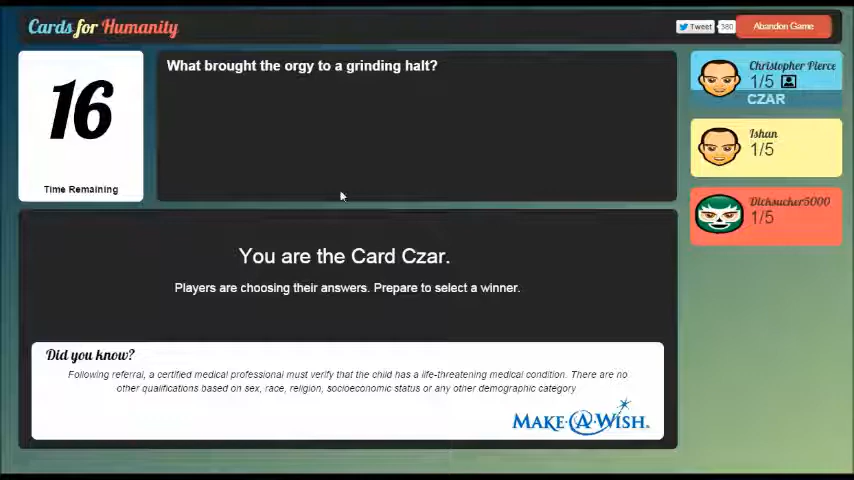 Cards for Humanity
Tweet 380
Abandon Game
16
Time Remaining
What brought the orgy to a grinding halt?
Christopher Pierce
1/5
CZAR
Ishan
1/5
Dicksucker5000
1/5
You are the Card Czar.
Players are choosing their answers. Prepare to select a winner.
Did you know?
Following referral, a certified medical professional must verify that the child has a life-threatening medical condition. There are no
other qualifications based on sex, race, religion, socioeconomic status or any other demographic category
MAKE·A·WISH.